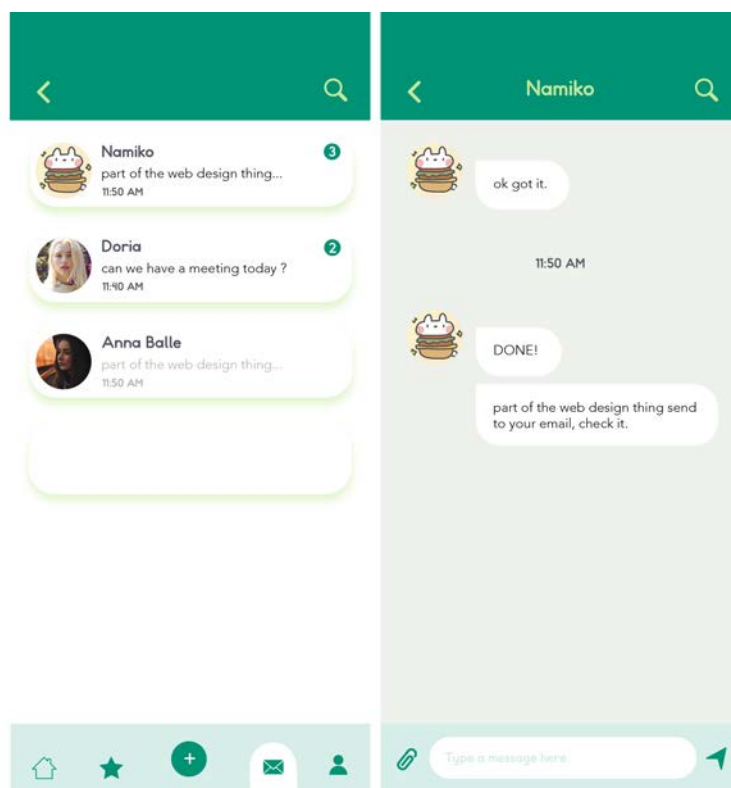 Namiko
3
part of the web design thing...
11:50 AM
Doria
2
can we have a meeting today ?
11:40 AM
Anna Balle
part of the web design thing...
11:50 AM
Namiko
ok got it.
11:50 AM
DONE!
part of the web design thing send
to your email, check it.
Type a message here